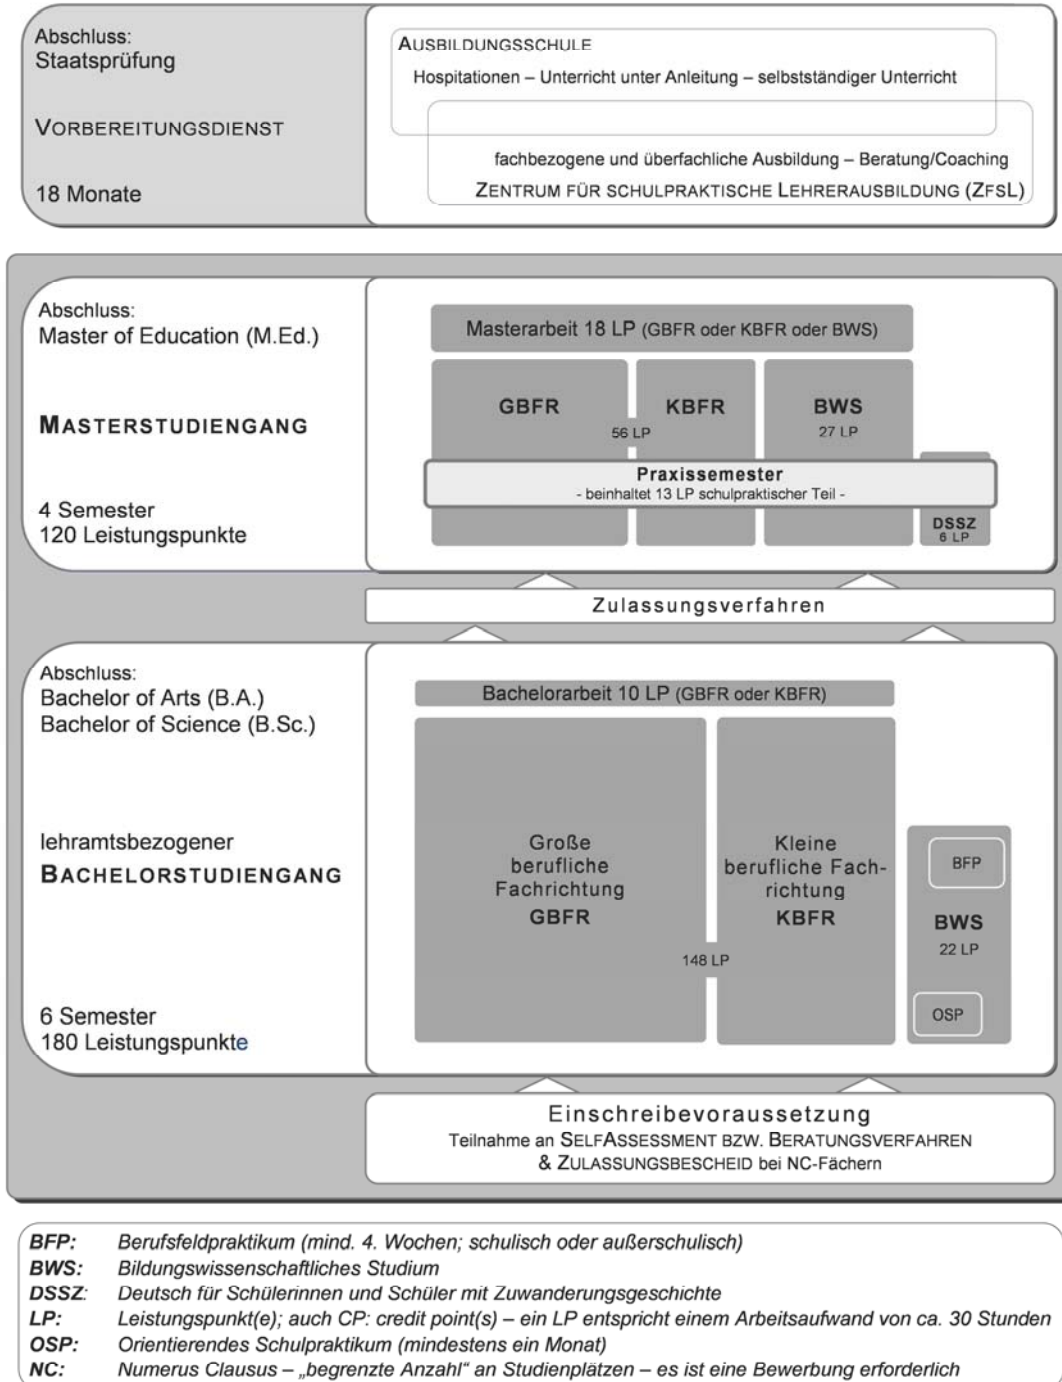 Abschluss:
Staatsprüfung
VORBEREITUNGSDIENST
18 Monate
AUSBILDUNGSSCHULE
Hospitationen – Unterricht unter Anleitung – selbstständiger Unterricht
fachbezogene und überfachliche Ausbildung – Beratung/Coaching
ZENTRUM FÜR SCHULPRAKTISCHE LEHRERAUSBILDUNG (ZFSL)
Abschluss:
Master of Education (M.Ed.)
MASTERSTUDIENGANG
4 Semester
120 Leistungspunkte
Masterarbeit 18 LP (GBFR oder KBFR oder BWS)
GBFR
KBFR
56 LP
BWS
27 LP
Praxissemester
- beinhaltet 13 LP schulpraktischer Teil -
DSSZ
6 LP
Zulassungsverfahren
Abschluss:
Bachelor of Arts (B.A.)
Bachelor of Science (B.Sc.)
lehramtsbezogener
BACHELORSTUDIENGANG
6 Semester
180 Leistungspunkte
Bachelorarbeit 10 LP (GBFR oder KBFR)
Große
berufliche
Fachrichtung
GBFR
Kleine
berufliche Fach-
richtung
KBFR
148 LP
BFP
BWS
22 LP
OSP
Einschreibevoraussetzung
Teilnahme an SELFASSESSMENT BZW. BERATUNGSVERFAHREN
& ZULASSUNGSBESCHEID bei NC-Fächern
BFP: Berufsfeldpraktikum (mind. 4. Wochen; schulisch oder außerschulisch)
BWS: Bildungswissenschaftliches Studium
DSSZ: Deutsch für Schülerinnen und Schüler mit Zuwanderungsgeschichte
LP: Leistungspunkt(e); auch CP: credit point(s) – ein LP entspricht einem Arbeitsaufwand von ca. 30 Stunden
OSP: Orientierendes Schulpraktikum (mindestens ein Monat)
NC: Numerus Clausus – „begrenzte Anzahl“ an Studienplätzen – es ist eine Bewerbung erforderlich